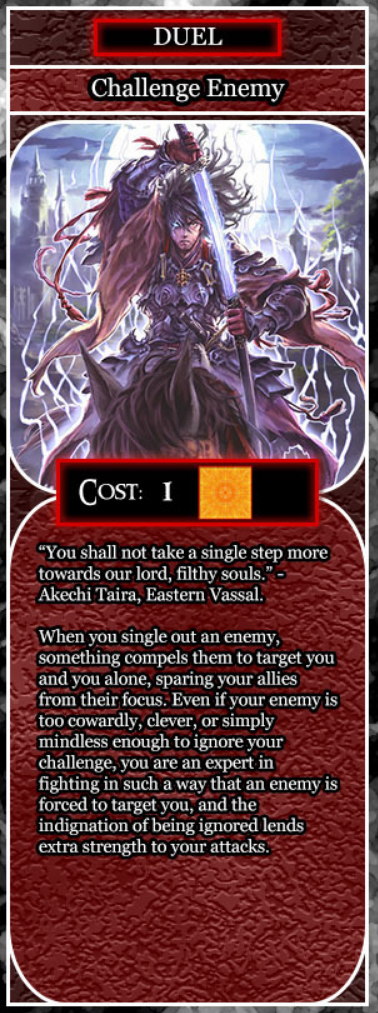 DUEL
Challenge Enemy
Cost: 1
“You shall not take a single step more
towards our lord, filthy souls.” -
Akechi Taira, Eastern Vassal.
When you single out an enemy,
something compels them to target you
and you alone, sparing your allies
from their focus. Even if your enemy is
too cowardly, clever, or simply
mindless enough to ignore your
challenge, you are an expert in
fighting in such a way that an enemy is
forced to target you, and the
indignation of being ignored lends
extra strength to your attacks.